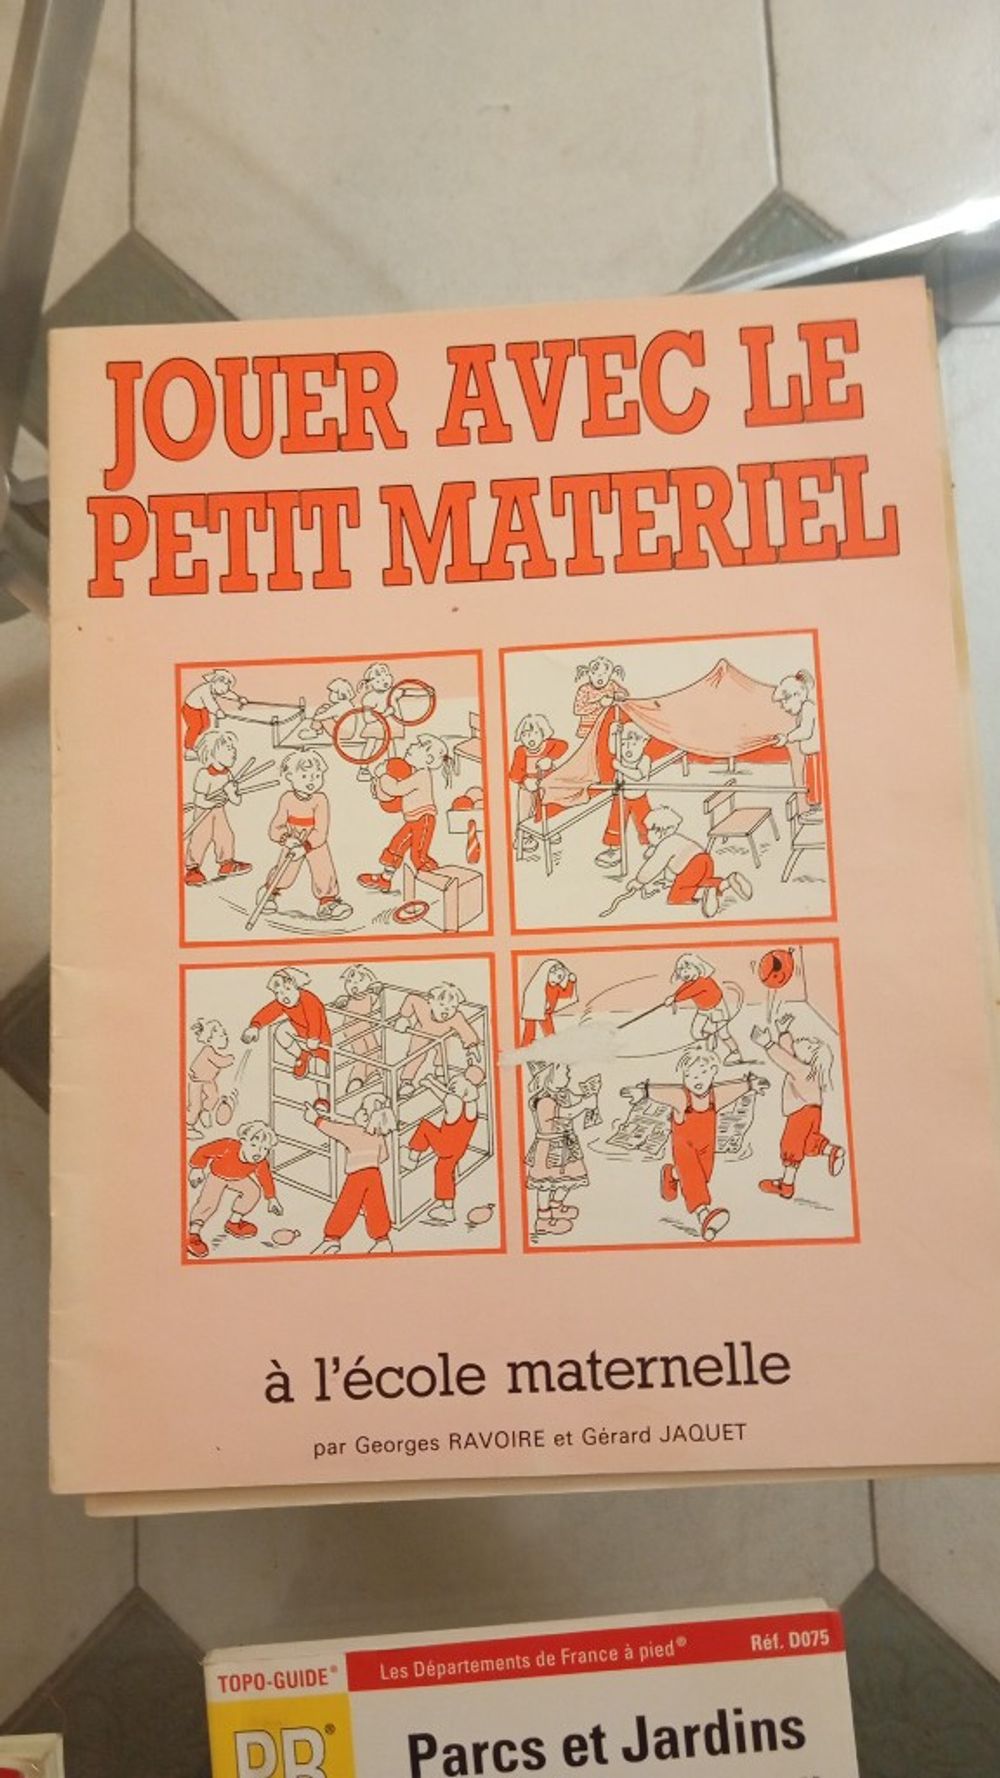 JOUER AVEC LE
PETIT MATERIEL
à l'école maternelle
par Georges RAVOIRE et Gérard JAQUET
TOPO-GUIDE® Les Départements de France à pied® Réf. D075
PR®
Parcs et Jardins